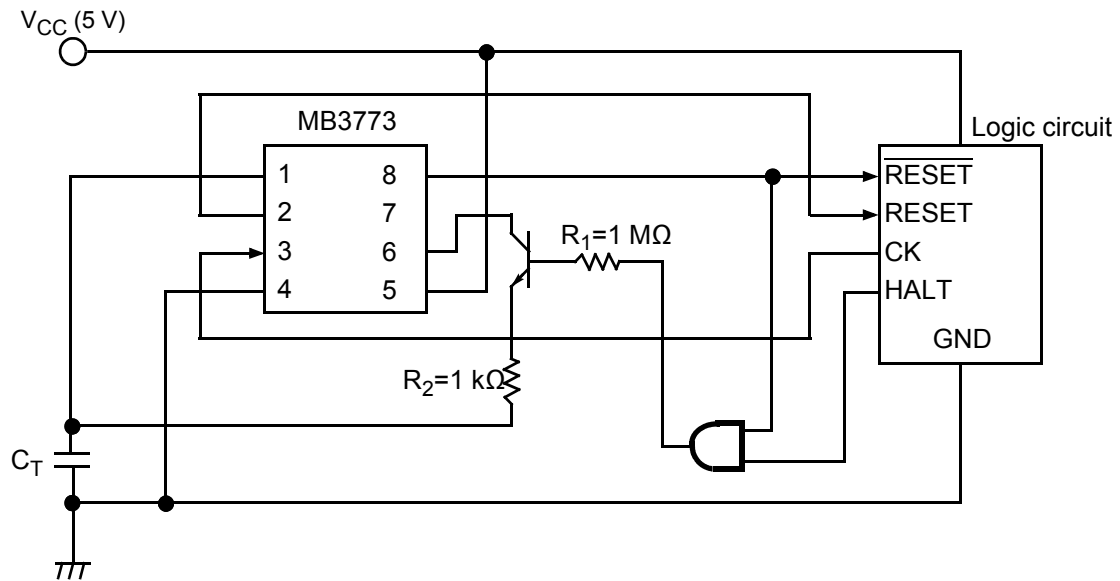 V_CC (5 V)
MB3773
Logic circuit
1
8
2
7
3
6
4
5
RESET
RESET
CK
HALT
GND
R1=1 MΩ
R2=1 kΩ
CT